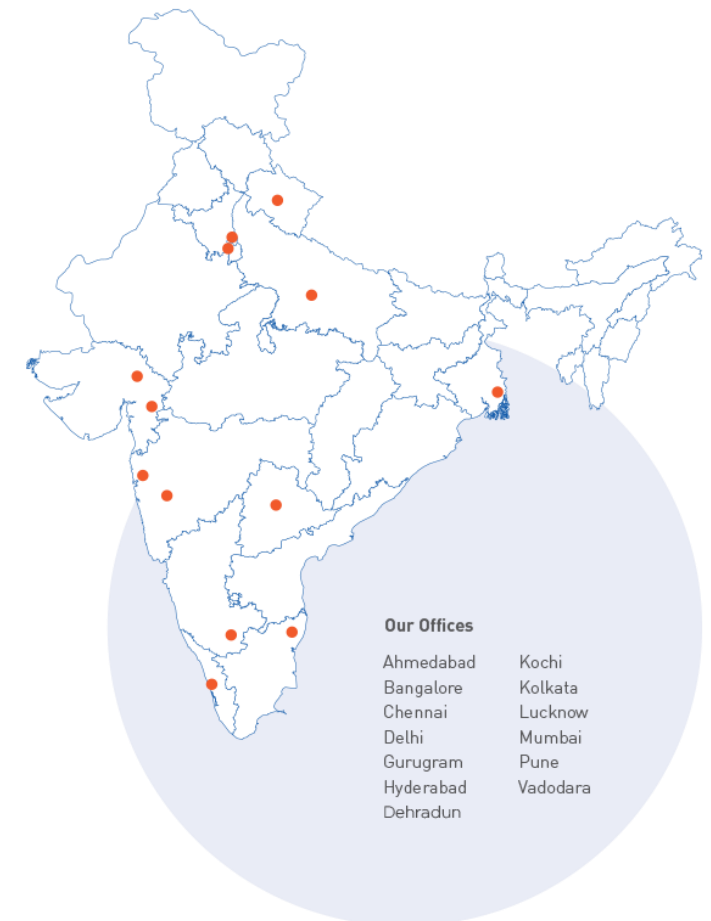 Our Offices
Ahmedabad
Bangalore
Chennai
Delhi
Gurugram
Hyderabad
Dehradun
Kochi
Kolkata
Lucknow
Mumbai
Pune
Vadodara